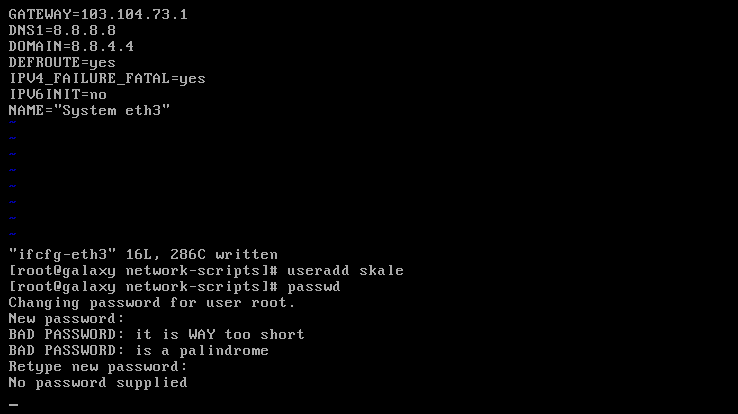 GATEWAY=103.104.73.1
DNS1=8.8.8.8
DOMAIN=8.8.4.4
DEFROUTE=yes
IPV4_FAILURE_FATAL=yes
IPV6INIT=no
NAME="System eth3"
~
~
~
~
~
~
~
~
"ifcfg-eth3" 16L, 286C written
[root@galaxy network-scripts]# useradd skale
[root@galaxy network-scripts]# passwd
Changing password for user root.
New password:
BAD PASSWORD: it is WAY too short
BAD PASSWORD: is a palindrome
Retype new password:
No password supplied